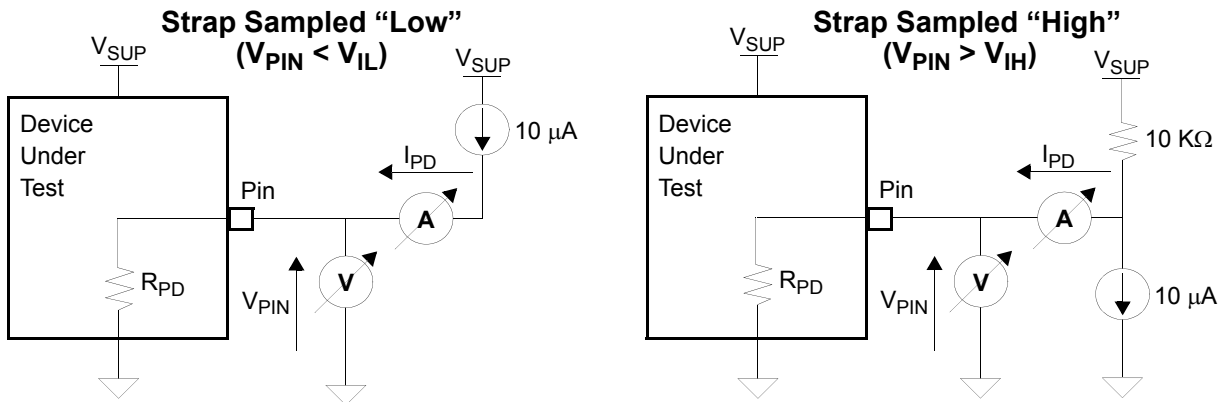 Strap Sampled “Low”
(VPIN < VIL)
VSUP
VSUP
Device
Under
Test
10 μA
IPD
Pin
A
RPD
V
VPIN
Strap Sampled “High”
(VPIN > VIH)
VSUP
VSUP
Device
Under
Test
10 KΩ
IPD
Pin
A
RPD
V
VPIN
10 μA